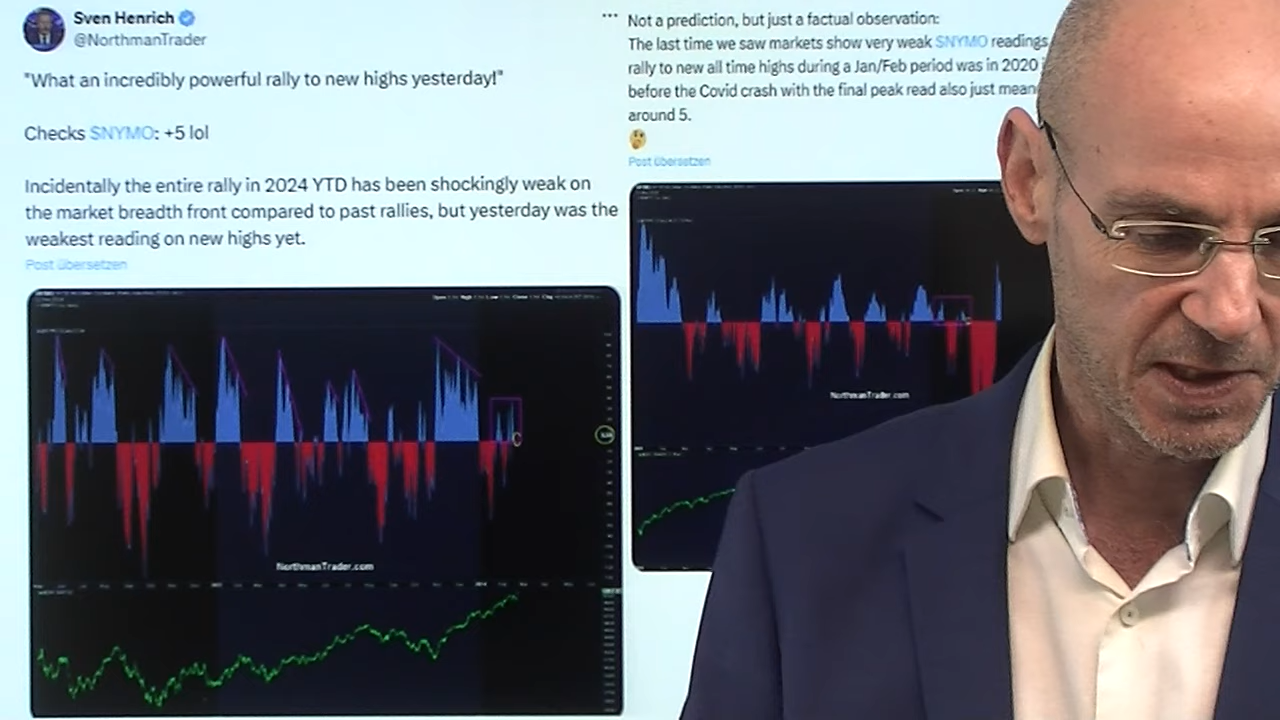 Sven Henrich
@NorthmanTrader
"What an incredibly powerful rally to new highs yesterday!"
Checks $NYMO: +5 lol
Incidentally the entire rally in 2024 YTD has been shockingly weak on
the market breadth front compared to past rallies, but yesterday was the
weakest reading on new highs yet.
Post übersetzen
NorthmanTrader.com
...
Not a prediction, but just a factual observation:
The last time we saw markets show very weak $NYMO readings
rally to new all time highs during a Jan/Feb period was in 2020
before the Covid crash with the final peak read also just
around 5.
Post übersetzen
NorthmanTrader.com